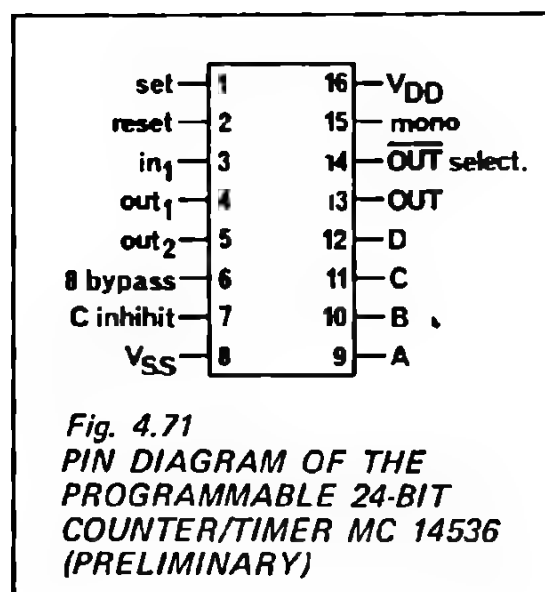 set 1 16 VDD
reset 2 15 mono
in1 3 14 OUT select.
out1 4 13 OUT
out2 5 12 D
8 bypass 6 11 C
C inhihit 7 10 B
VSS 8 9 A
Fig. 4.71
PIN DIAGRAM OF THE
PROGRAMMABLE 24-BIT
COUNTER/TIMER MC 14536
(PRELIMINARY)